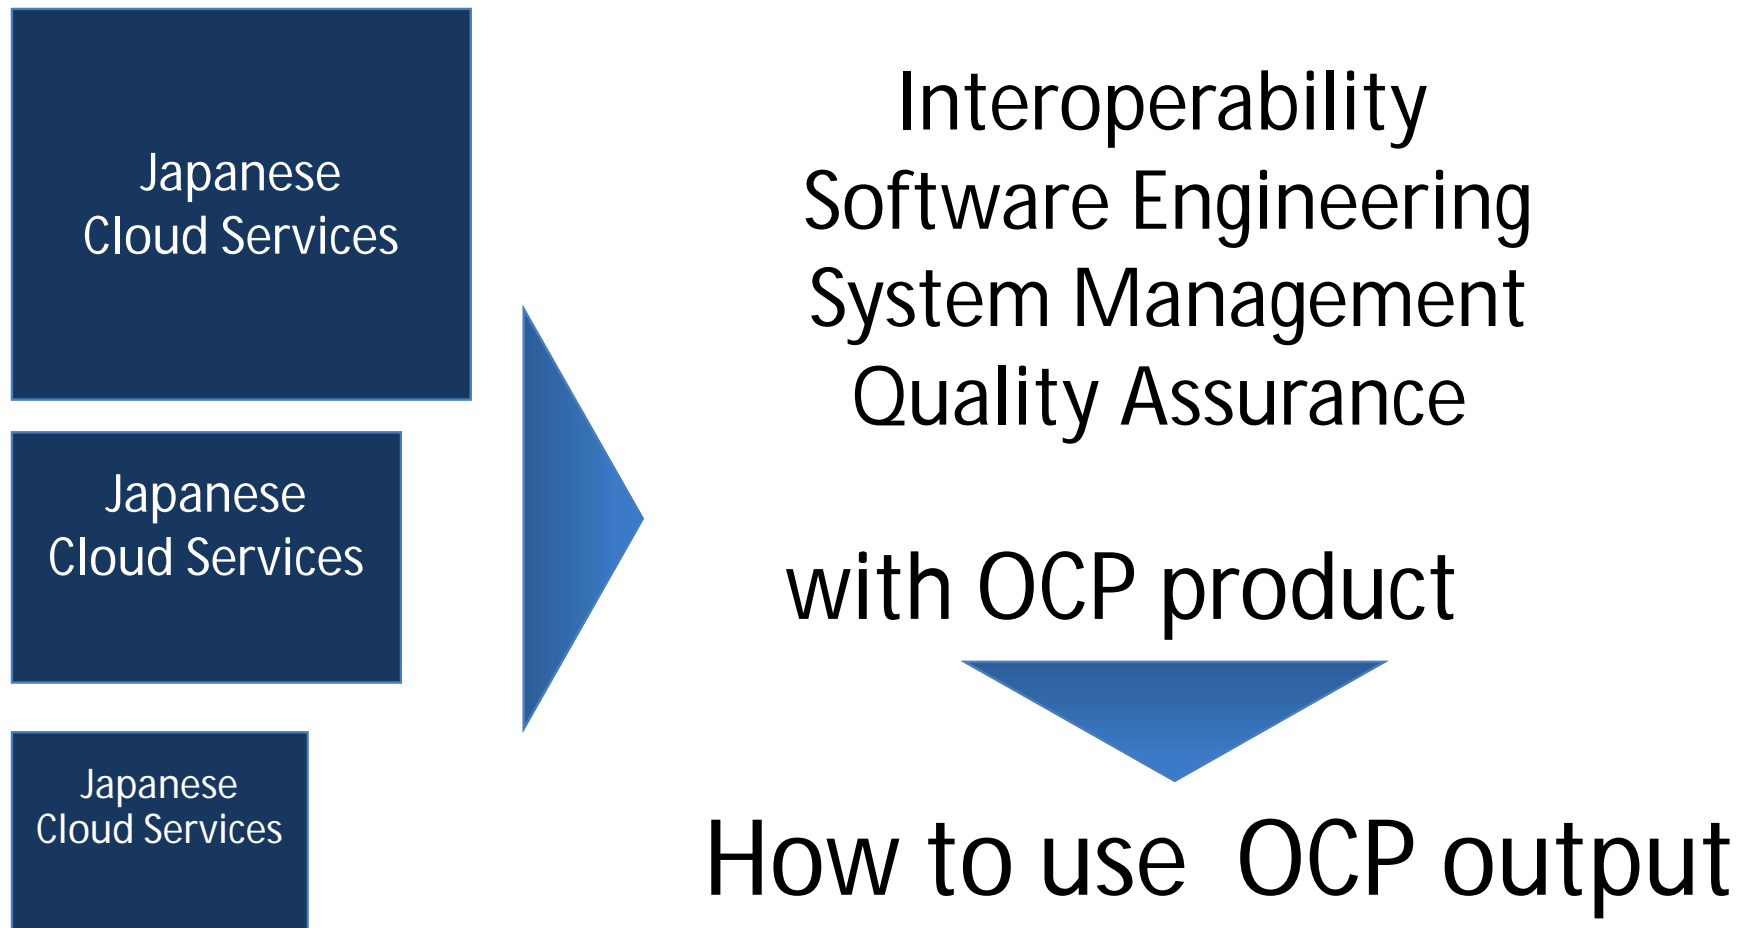 Japanese
Cloud Services
Japanese
Cloud Services
Japanese
Cloud Services
Interoperability
Software Engineering
System Management
Quality Assurance
with OCP product
How to use OCP output